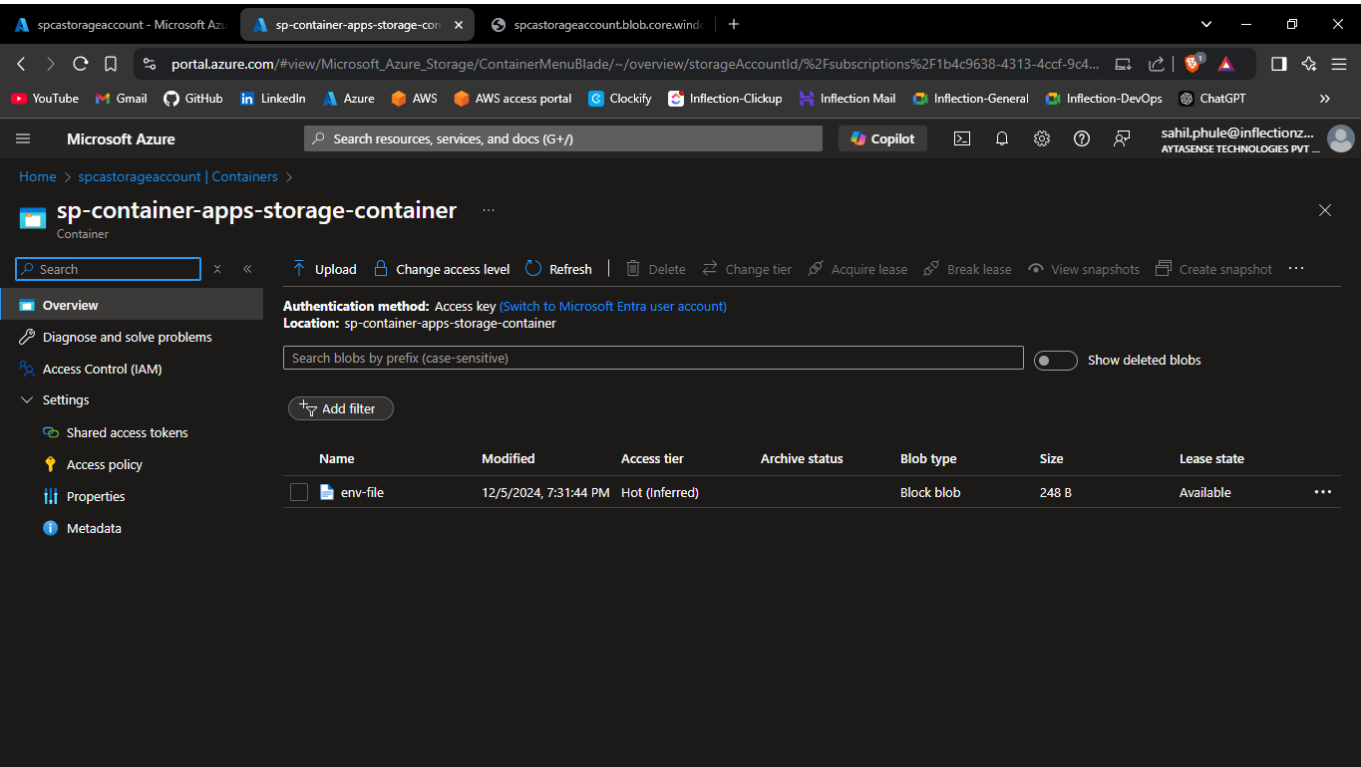 spcastorageaccount - Microsoft Azu
sp-container-apps-storage-con
spcastorageaccount.blob.core.windo
portal.azure.com/#view/Microsoft_Azure_Storage/ContainerMenuBlade/~/overview/storageAccountId/%2Fsubscriptions%2F1b4c9638-4313-4ccf-9c4...
YouTube Gmail GitHub LinkedIn Azure AWS AWS access portal Clockify Inflection-Clickup Inflection Mail Inflection-General Inflection-DevOps ChatGPT
Microsoft Azure
Search resources, services, and docs (G+/)
Copilot
sahil.phule@inflectionz...
AYTASENSE TECHNOLOGIES PVT ...
Home > spcastorageaccount | Containers >
sp-container-apps-storage-container ...
Container
Search
Upload Change access level Refresh Delete Change tier Acquire lease Break lease View snapshots Create snapshot ...
Overview
Diagnose and solve problems
Access Control (IAM)
Settings
Shared access tokens
Access policy
Properties
Metadata
Authentication method: Access key (Switch to Microsoft Entra user account)
Location: sp-container-apps-storage-container
Search blobs by prefix (case-sensitive)
Show deleted blobs
Add filter
Name Modified Access tier Archive status Blob type Size Lease state
env-file 12/5/2024, 7:31:44 PM Hot (Inferred) Block blob 248 B Available ...